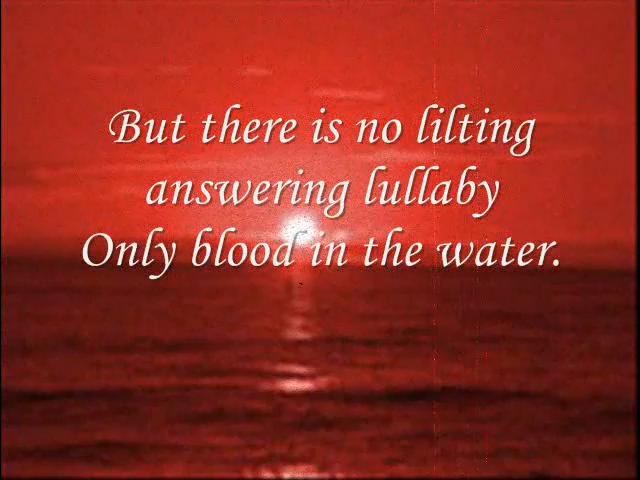 But there is no lilting
answering lullaby
Only blood in the water.